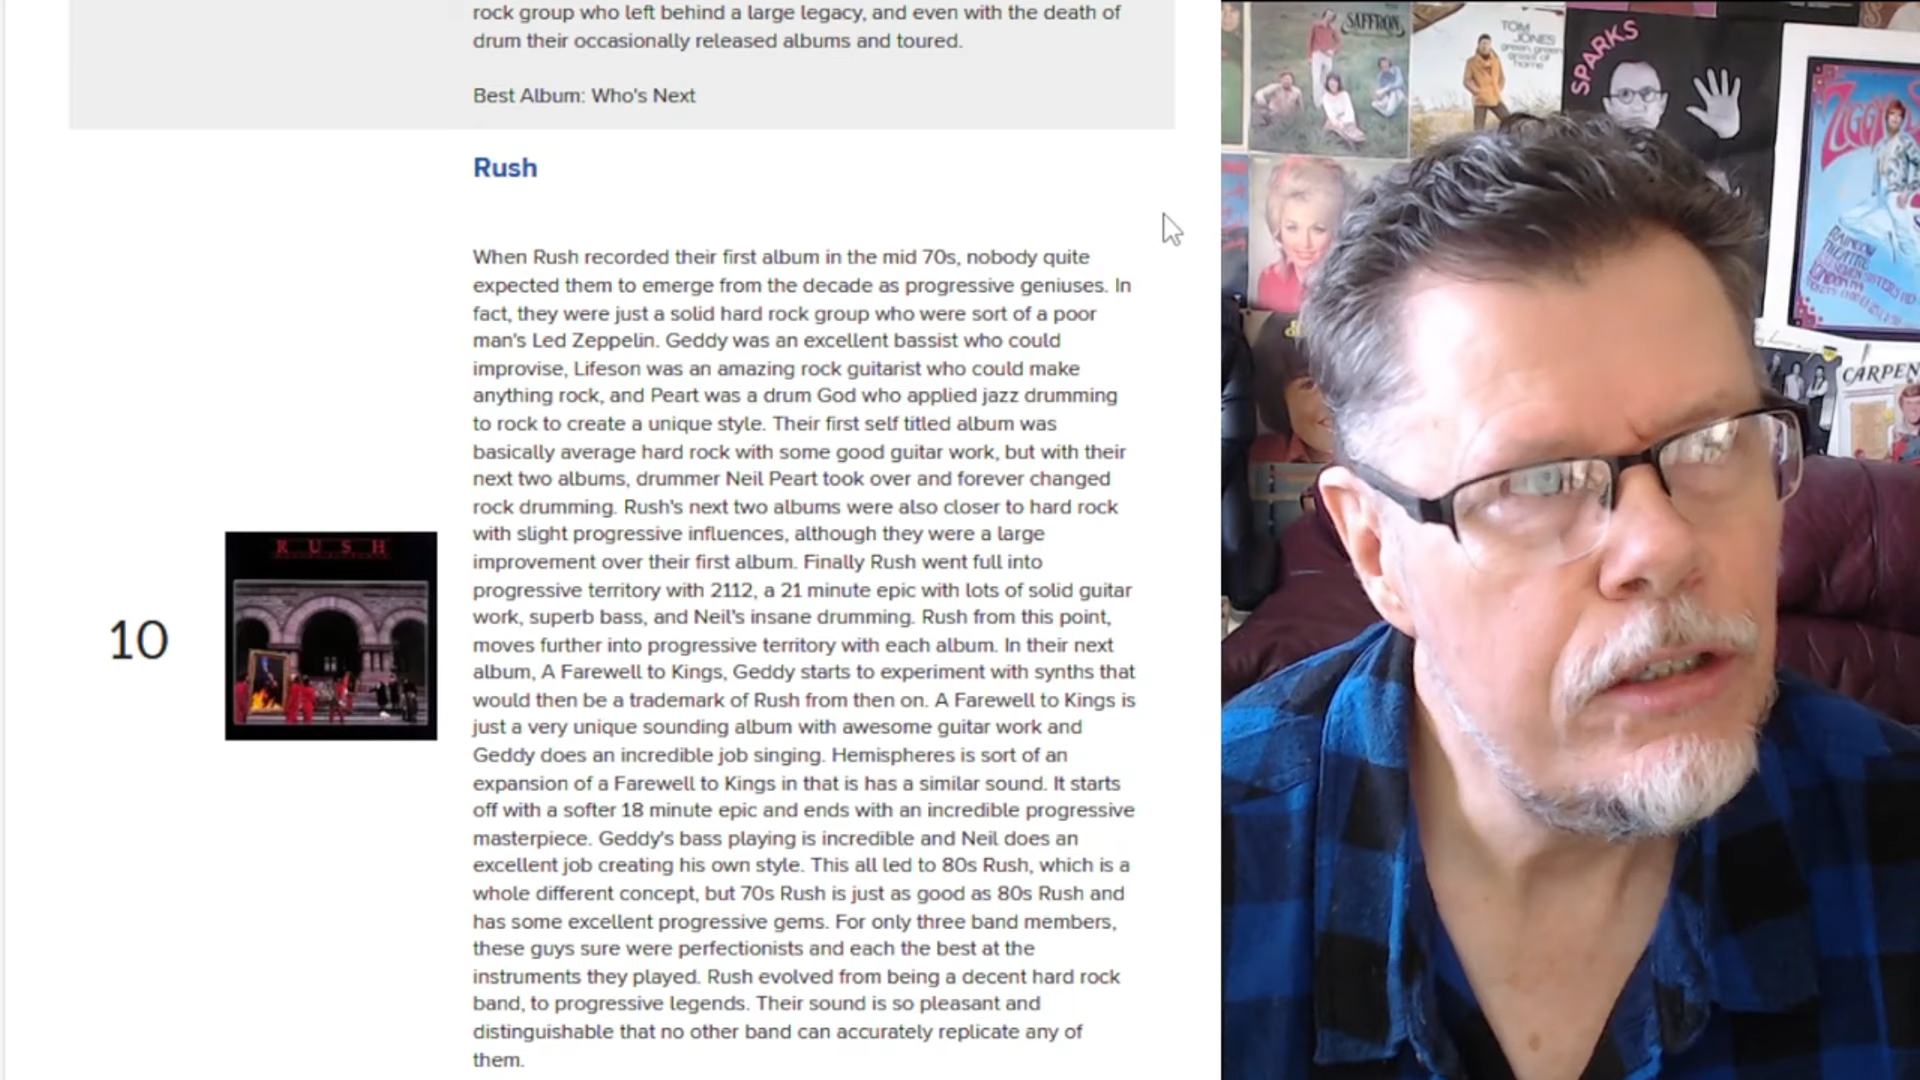 rock group who left behind a large legacy, and even with the death of
drum their occasionally released albums and toured.
Best Album: Who's Next
Rush
When Rush recorded their first album in the mid 70s, nobody quite
expected them to emerge from the decade as progressive geniuses. In
fact, they were just a solid hard rock group who were sort of a poor
man's Led Zeppelin. Geddy was an excellent bassist who could
improvise, Lifeson was an amazing rock guitarist who could make
anything rock, and Peart was a drum God who applied jazz drumming
to rock to create a unique style. Their first self titled album was
basically average hard rock with some good guitar work, but with their
next two albums, drummer Neil Peart took over and forever changed
rock drumming. Rush's next two albums were also closer to hard rock
with slight progressive influences, although they were a large
improvement over their first album. Finally Rush went full into
progressive territory with 2112, a 21 minute epic with lots of solid guitar
work, superb bass, and Neil's insane drumming. Rush from this point,
moves further into progressive territory with each album. In their next
album, A Farewell to Kings, Geddy starts to experiment with synths that
would then be a trademark of Rush from then on. A Farewell to Kings is
just a very unique sounding album with awesome guitar work and
Geddy does an incredible job singing. Hemispheres is sort of an
expansion of a Farewell to Kings in that is has a similar sound. It starts
off with a softer 18 minute epic and ends with an incredible progressive
masterpiece. Geddy's bass playing is incredible and Neil does an
excellent job creating his own style. This all led to 80s Rush, which is a
whole different concept, but 70s Rush is just as good as 80s Rush and
has some excellent progressive gems. For only three band members,
these guys sure were perfectionists and each the best at the
instruments they played. Rush evolved from being a decent hard rock
band, to progressive legends. Their sound is so pleasant and
distinguishable that no other band can accurately replicate any of
them.
10
RUSH
SAFFRON
TOM
JONES
green, green
grass of
home
SPARKS
ZIGGY
RAINBOW
THEATRE
CARPEN